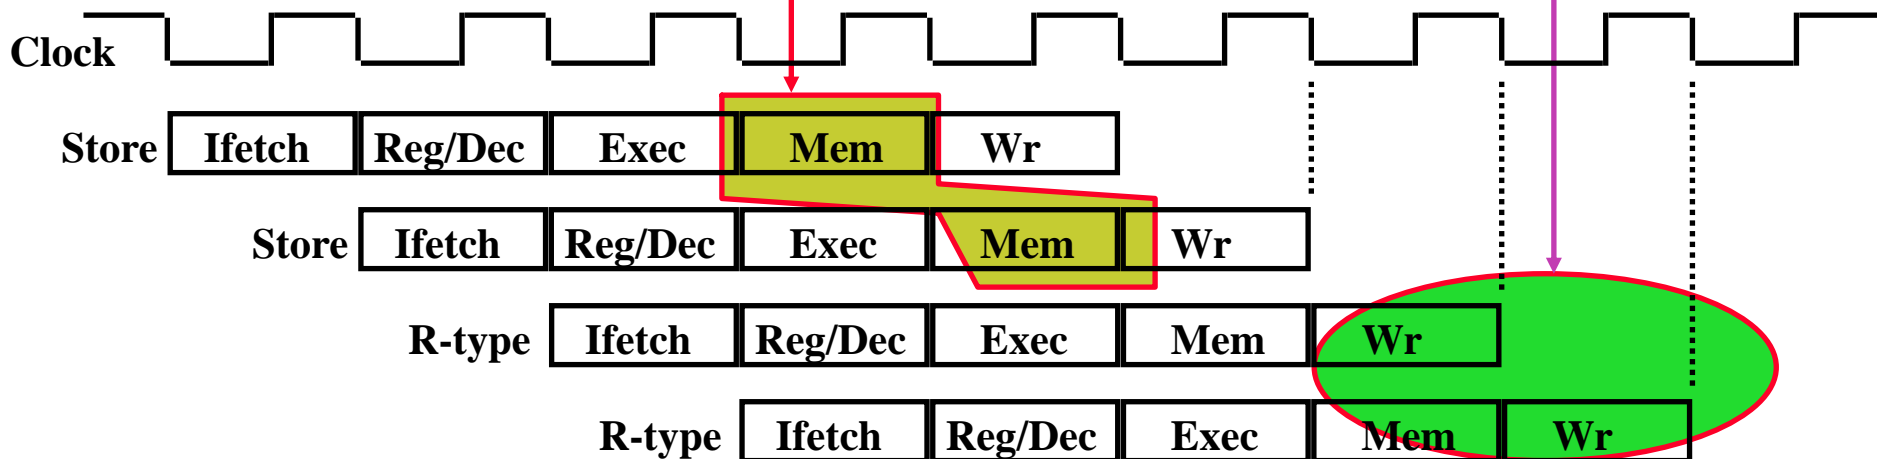 Clock
Store Ifetch Reg/Dec Exec Mem Wr
Store Ifetch Reg/Dec Exec Mem Wr
R-type Ifetch Reg/Dec Exec Mem Wr
R-type Ifetch Reg/Dec Exec Mem Wr